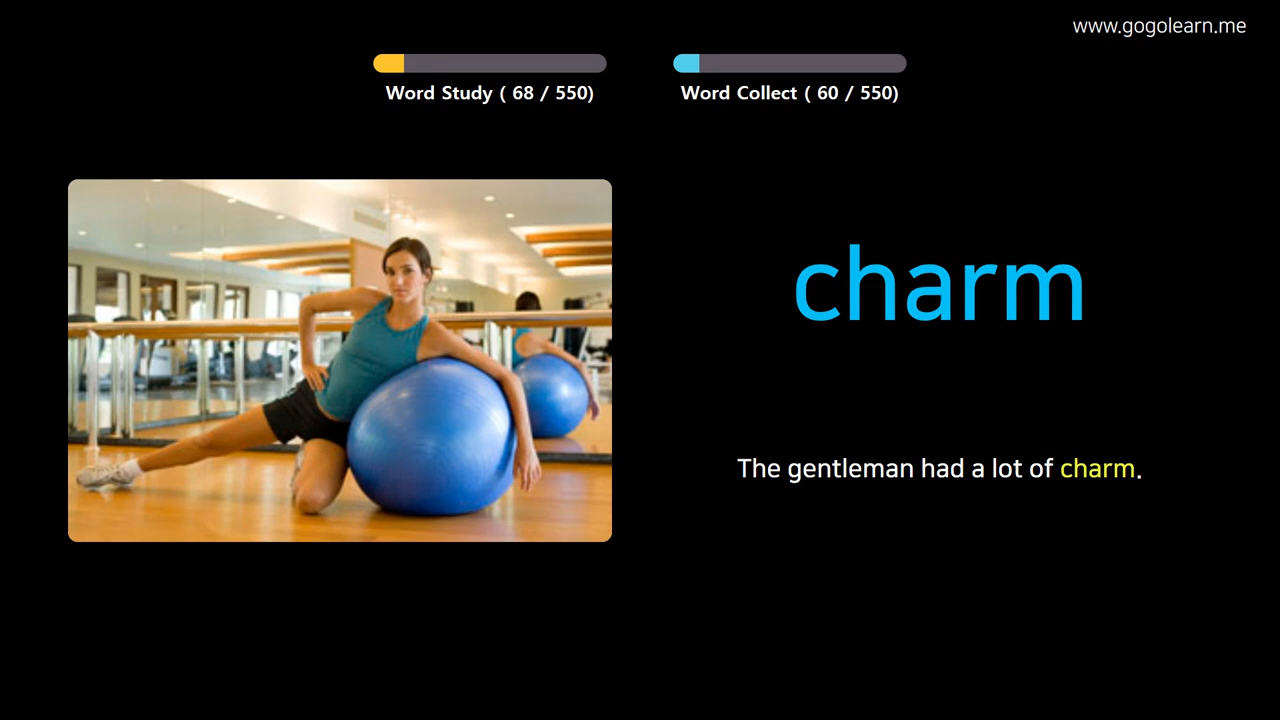 www.gogolearn.me
Word Study ( 68 / 550)
Word Collect ( 60 / 550)
charm
The gentleman had a lot of charm.